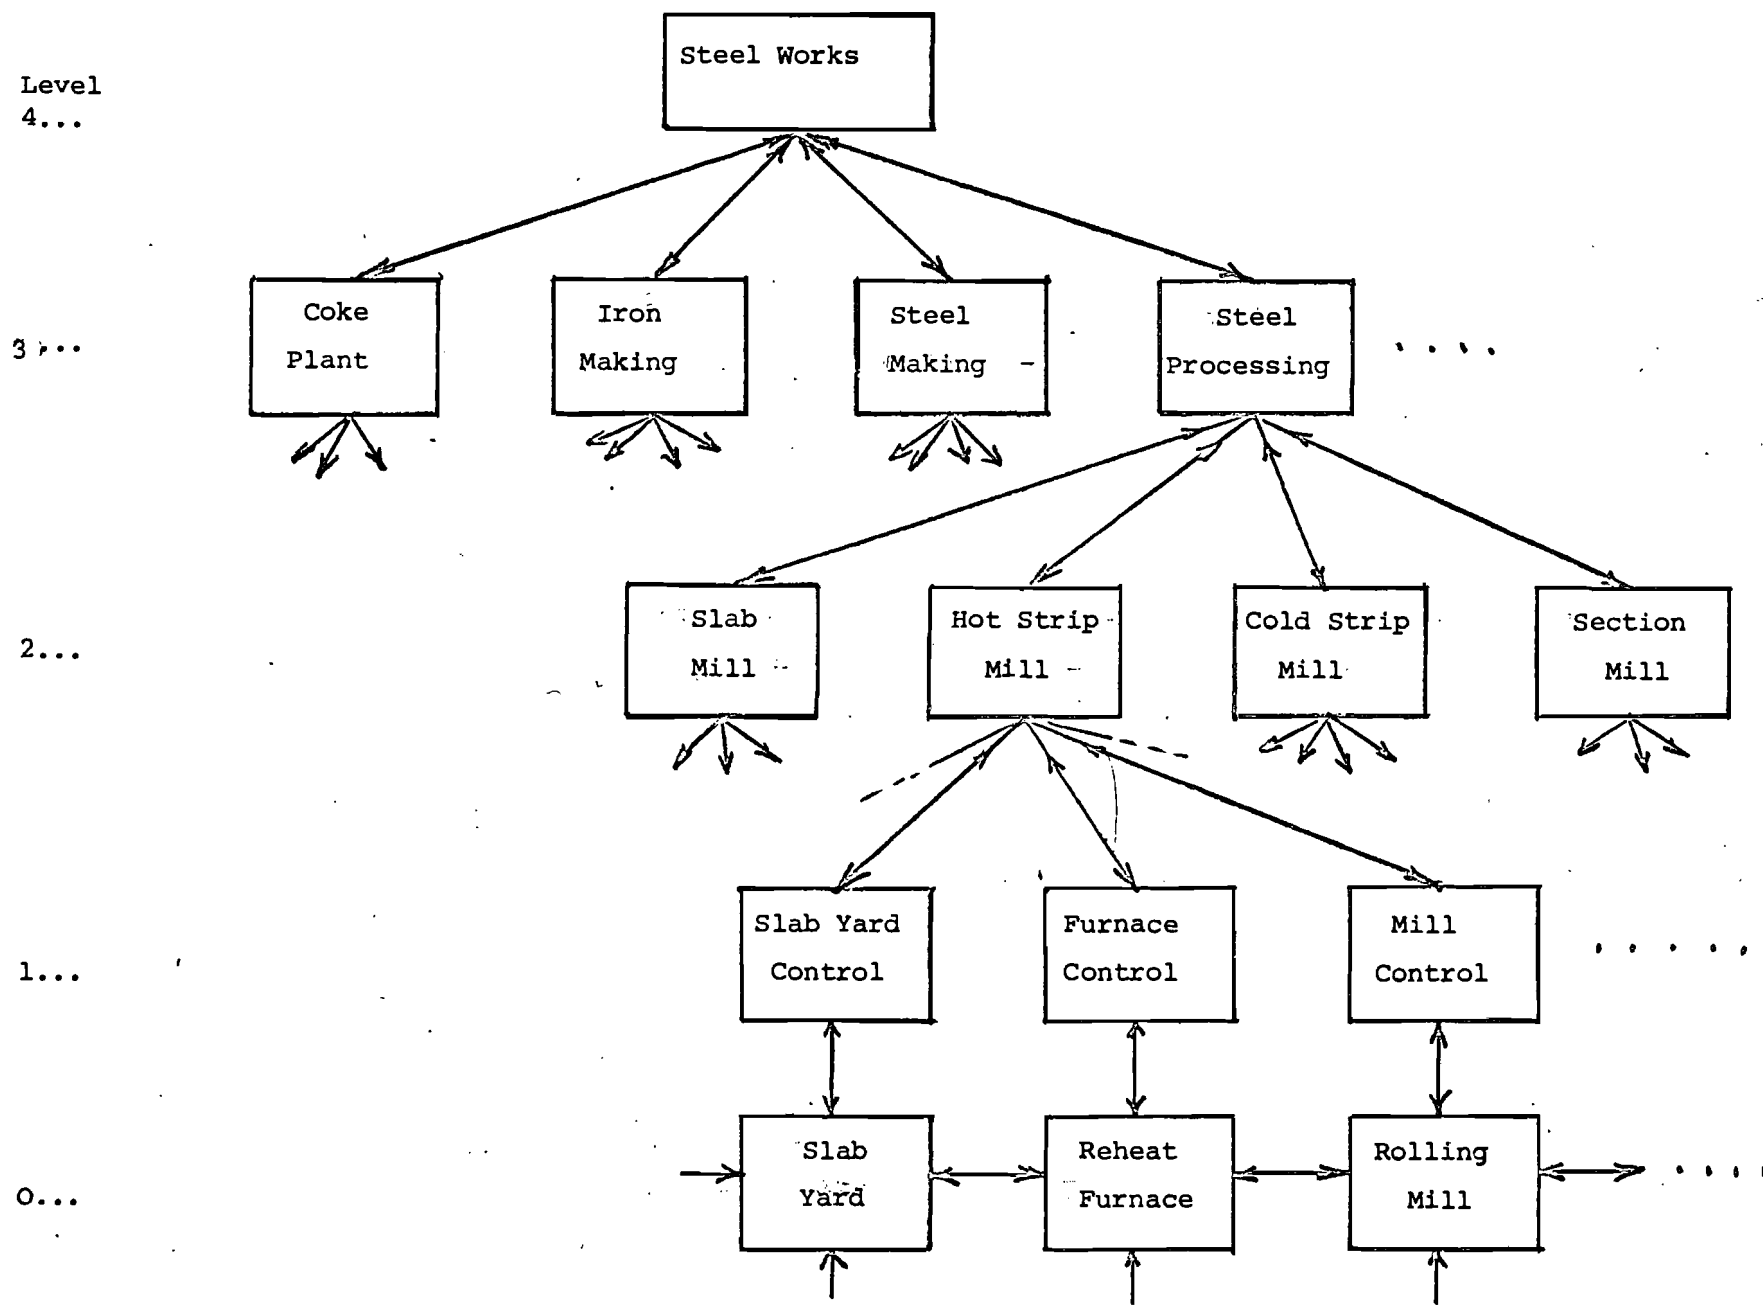 Steel Works
Level
4...
Coke
Plant
Iron
Making
Steel
Making
Steel
Processing
....
3...
Slab
Mill
Hot Strip
Mill
Cold Strip
Mill
Section
Mill
2...
Slab Yard
Control
Furnace
Control
Mill
Control
.....
1...
Slab
Yard
Reheat
Furnace
Rolling
Mill
....
0...